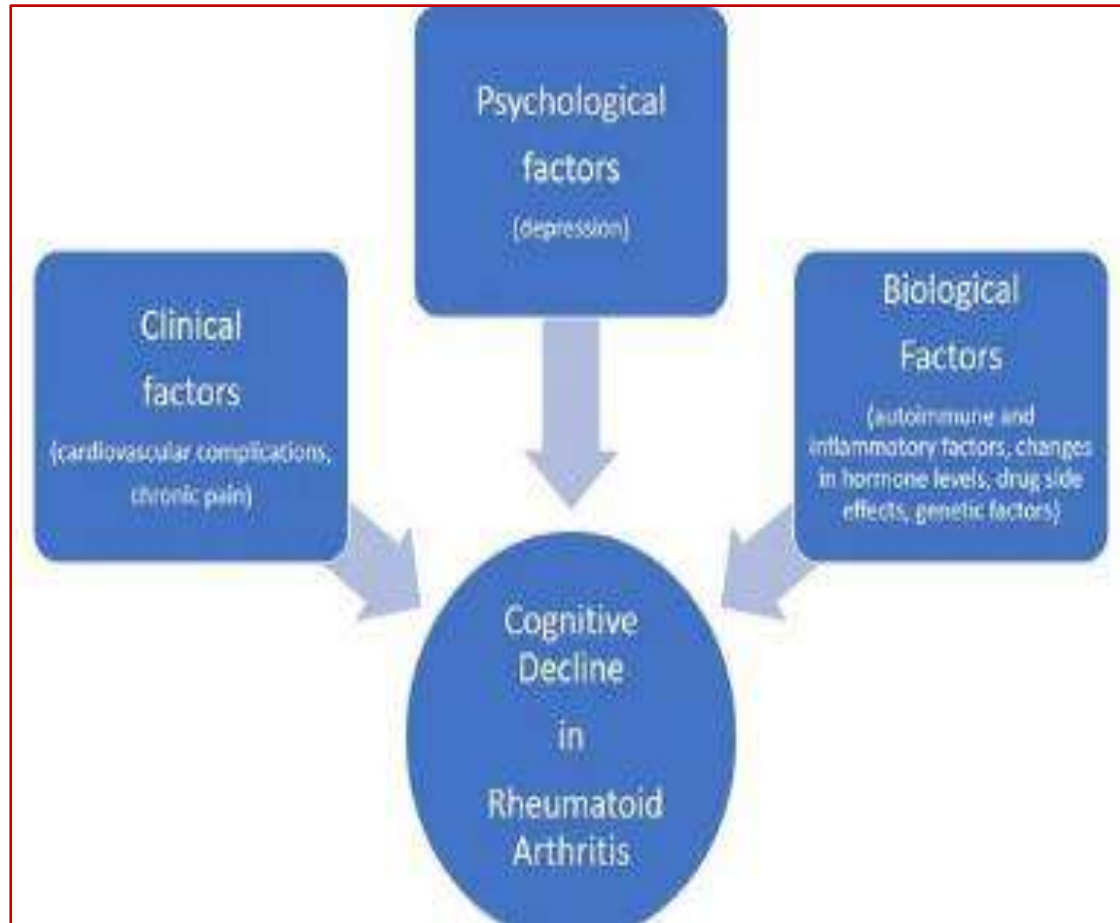 Psychological
factors
(depression)
Clinical
factors
(cardiovascular complications,
chronic pain)
Biological
Factors
(autoimmune and
inflammatory factors, changes
in hormone levels, drug side
effects, genetic factors)
Cognitive
Decline
in
Rheumatoid
Arthritis